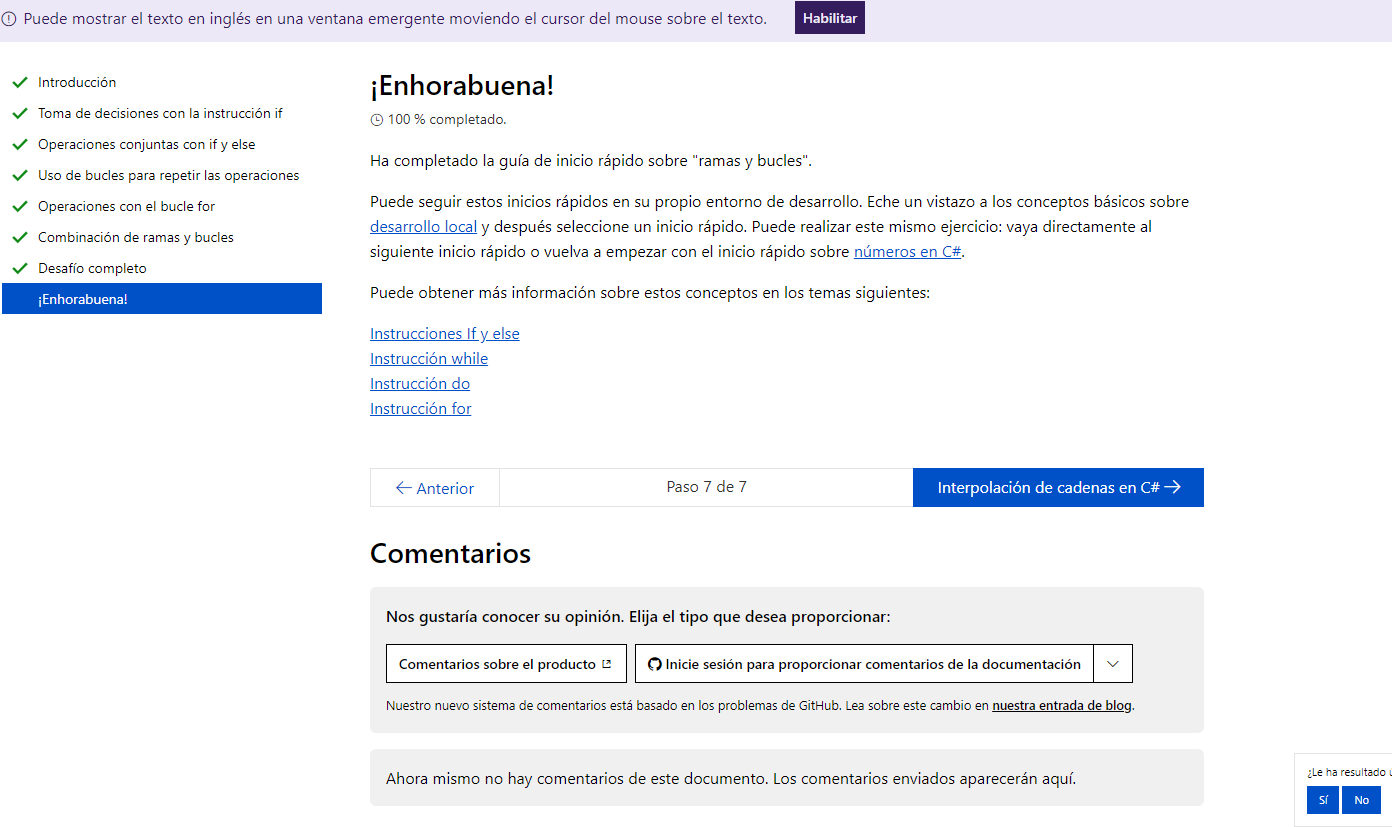 Puede mostrar el texto en inglés en una ventana emergente moviendo el cursor del mouse sobre el texto. Habilitar
Introducción
Toma de decisiones con la instrucción if
Operaciones conjuntas con if y else
Uso de bucles para repetir las operaciones
Operaciones con el bucle for
Combinación de ramas y bucles
Desafío completo
¡Enhorabuena!
¡Enhorabuena!
100 % completado.
Ha completado la guía de inicio rápido sobre "ramas y bucles".
Puede seguir estos inicios rápidos en su propio entorno de desarrollo. Eche un vistazo a los conceptos básicos sobre
desarrollo local y después seleccione un inicio rápido. Puede realizar este mismo ejercicio: vaya directamente al
siguiente inicio rápido o vuelva a empezar con el inicio rápido sobre números en C#.
Puede obtener más información sobre estos conceptos en los temas siguientes:
Instrucciones If y else
Instrucción while
Instrucción do
Instrucción for
Anterior
Paso 7 de 7
Interpolación de cadenas en C#
Comentarios
Nos gustaría conocer su opinión. Elija el tipo que desea proporcionar:
Comentarios sobre el producto
Inicie sesión para proporcionar comentarios de la documentación
Nuestro nuevo sistema de comentarios está basado en los problemas de GitHub. Lea sobre este cambio en nuestra entrada de blog.
Ahora mismo no hay comentarios de este documento. Los comentarios enviados aparecerán aquí.
¿Le ha resultado
Sí No